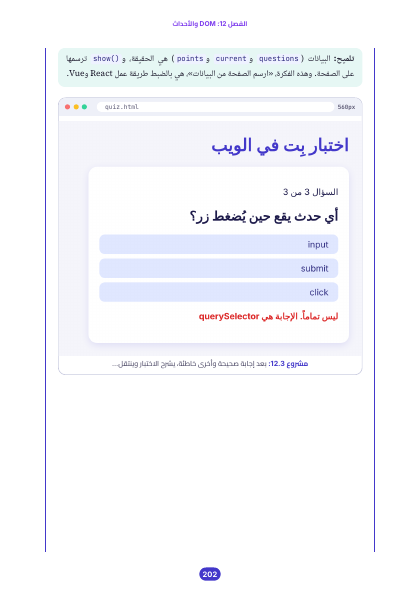 الفصل 12: DOM والأحداث
تلميح: البيانات (questions و current و points) هي الحقيقة، و show() ترسمها
على الصفحة. وهذه الفكرة، «ارسم الصفحة من البيانات»، هي بالضبط طريقة عمل React وVue.
quiz.html
560px
اختبار بِت في الويب
السؤال 3 من 3
أي حدث يقع حين يُضغط زر؟
input
submit
click
ليس تماماً. الإجابة هي querySelector
مشروع 12.3: بعد إجابة صحيحة وأخرى خاطئة، يشرح الاختبار وينتقل...
202